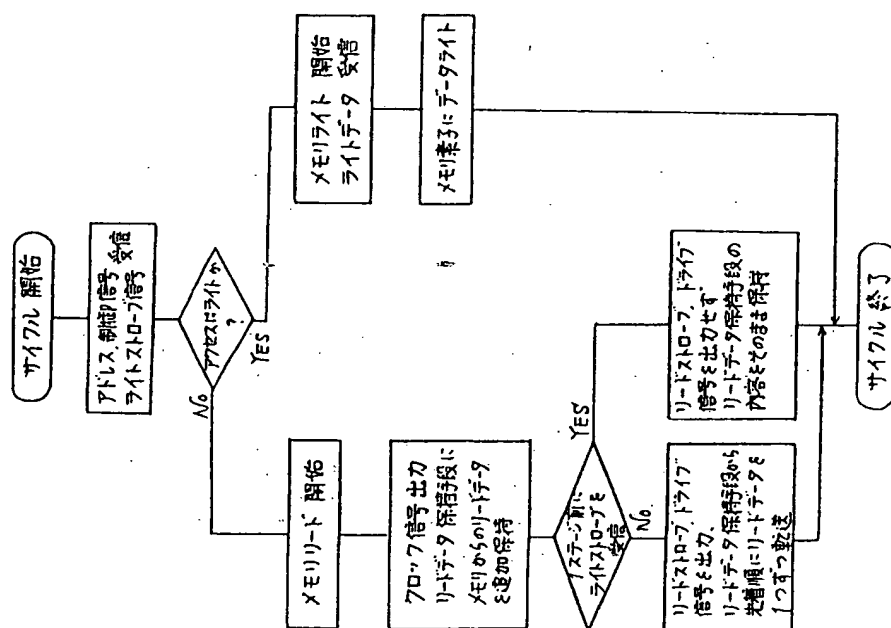 サイクル 開始
アドレス、制御信号 受信
ライトストローブ信号
アクセスはライトか
?
No
YES
メモリリード 開始
メモリライト 開始
ライトデータ 受信
クロック信号 出力
リードデータ保持手段に
メモリからのリードデータ
を追加保持
メモリ素子にデータライト
1ステージ前に
ライトストローブを
受信
YES
No
リードストローブ、ドライブ
信号を出力、
リードデータ保持手段から
先着順にリードデータを
1つずつ転送
リードストローブ、ドライブ
信号を出力せず
リードデータ保持手段の
内容をそのまま保持
サイクル 終了